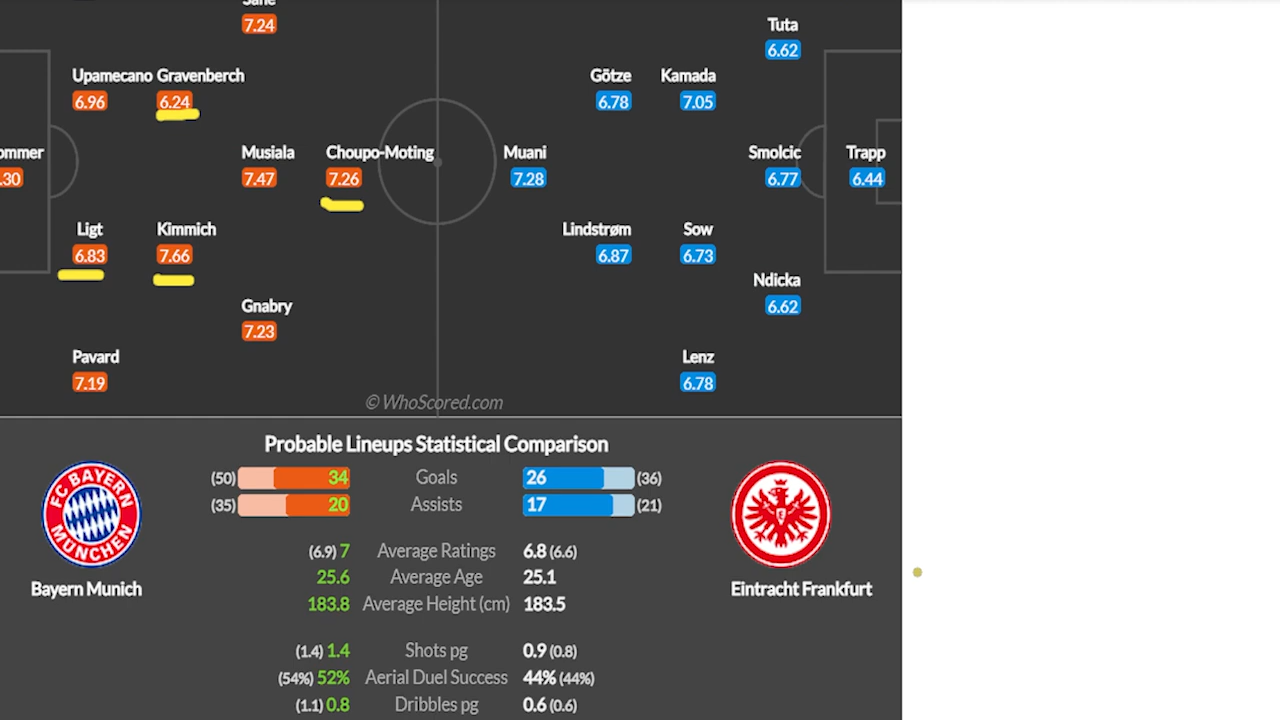 Sane
7.24
Tuta
6.62
Upamecano Gravenberch
6.96 6.24
Götze Kamada
6.78 7.05
ommer
.30
Musiala Choupo-Moting
7.47 7.26
Muani
7.28
Smolcic Trapp
6.77 6.44
Ligt Kimmich
6.83 7.66
Lindstrøm Sow
6.87 6.73
Ndicka
6.62
Gnabry
7.23
Pavard
7.19
Lenz
6.78
© WhoScored.com
Probable Lineups Statistical Comparison
(50) 34 Goals 26 (36)
(35) 20 Assists 17 (21)
(6.9) 7 Average Ratings 6.8 (6.6)
25.6 Average Age 25.1
183.8 Average Height (cm) 183.5
(1.4) 1.4 Shots pg 0.9 (0.8)
(54%) 52% Aerial Duel Success 44% (44%)
(1.1) 0.8 Dribbles pg 0.6 (0.6)
FC BAYERN
MÜNCHEN
Bayern Munich
Eintracht Frankfurt